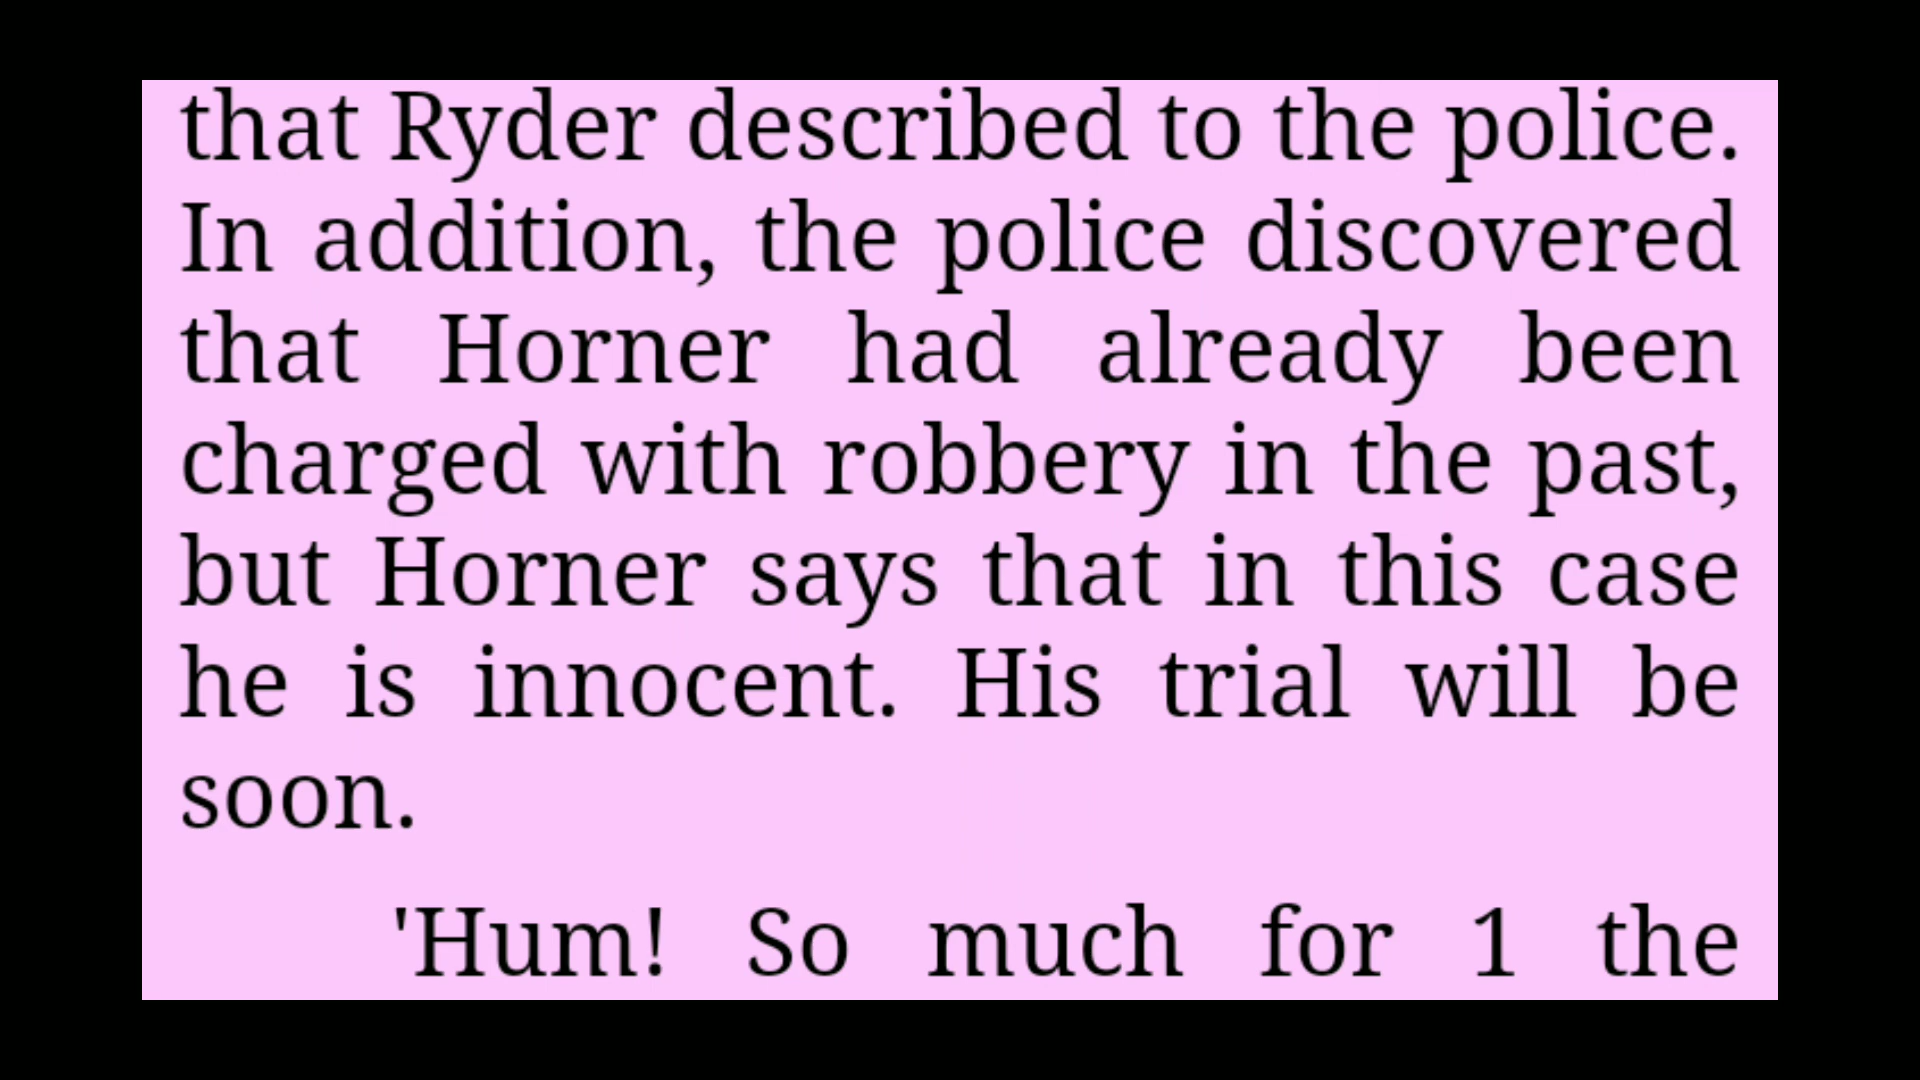 that Ryder described to the police.
In addition, the police discovered
that Horner had already been
charged with robbery in the past,
but Horner says that in this case
he is innocent. His trial will be
soon.
'Hum! So much for 1 the